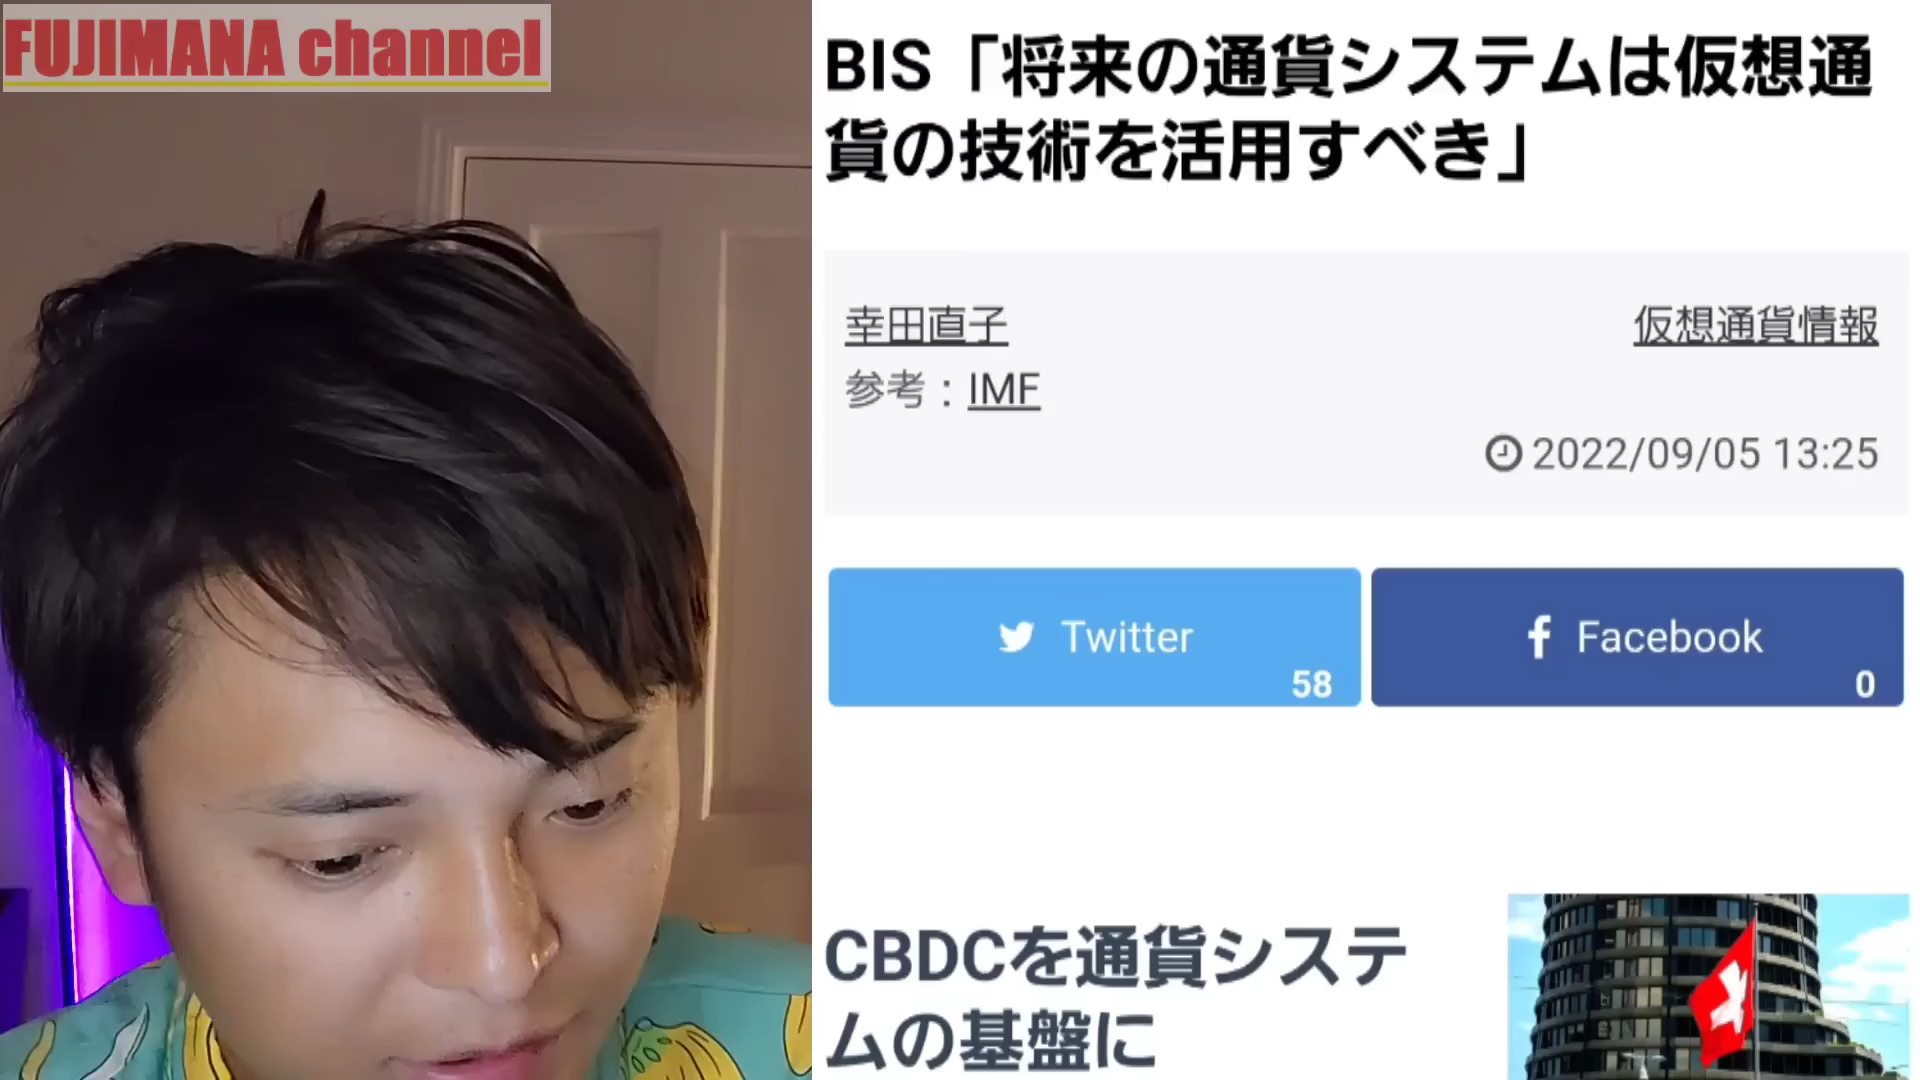 FUJIMANA channel
BIS「将来の通貨システムは仮想通
貨の技術を活用すべき」
幸田直子
仮想通貨情報
参考：IMF
2022/09/05 13:25
Twitter
58
Facebook
0
CBDCを通貨システ
ムの基盤に